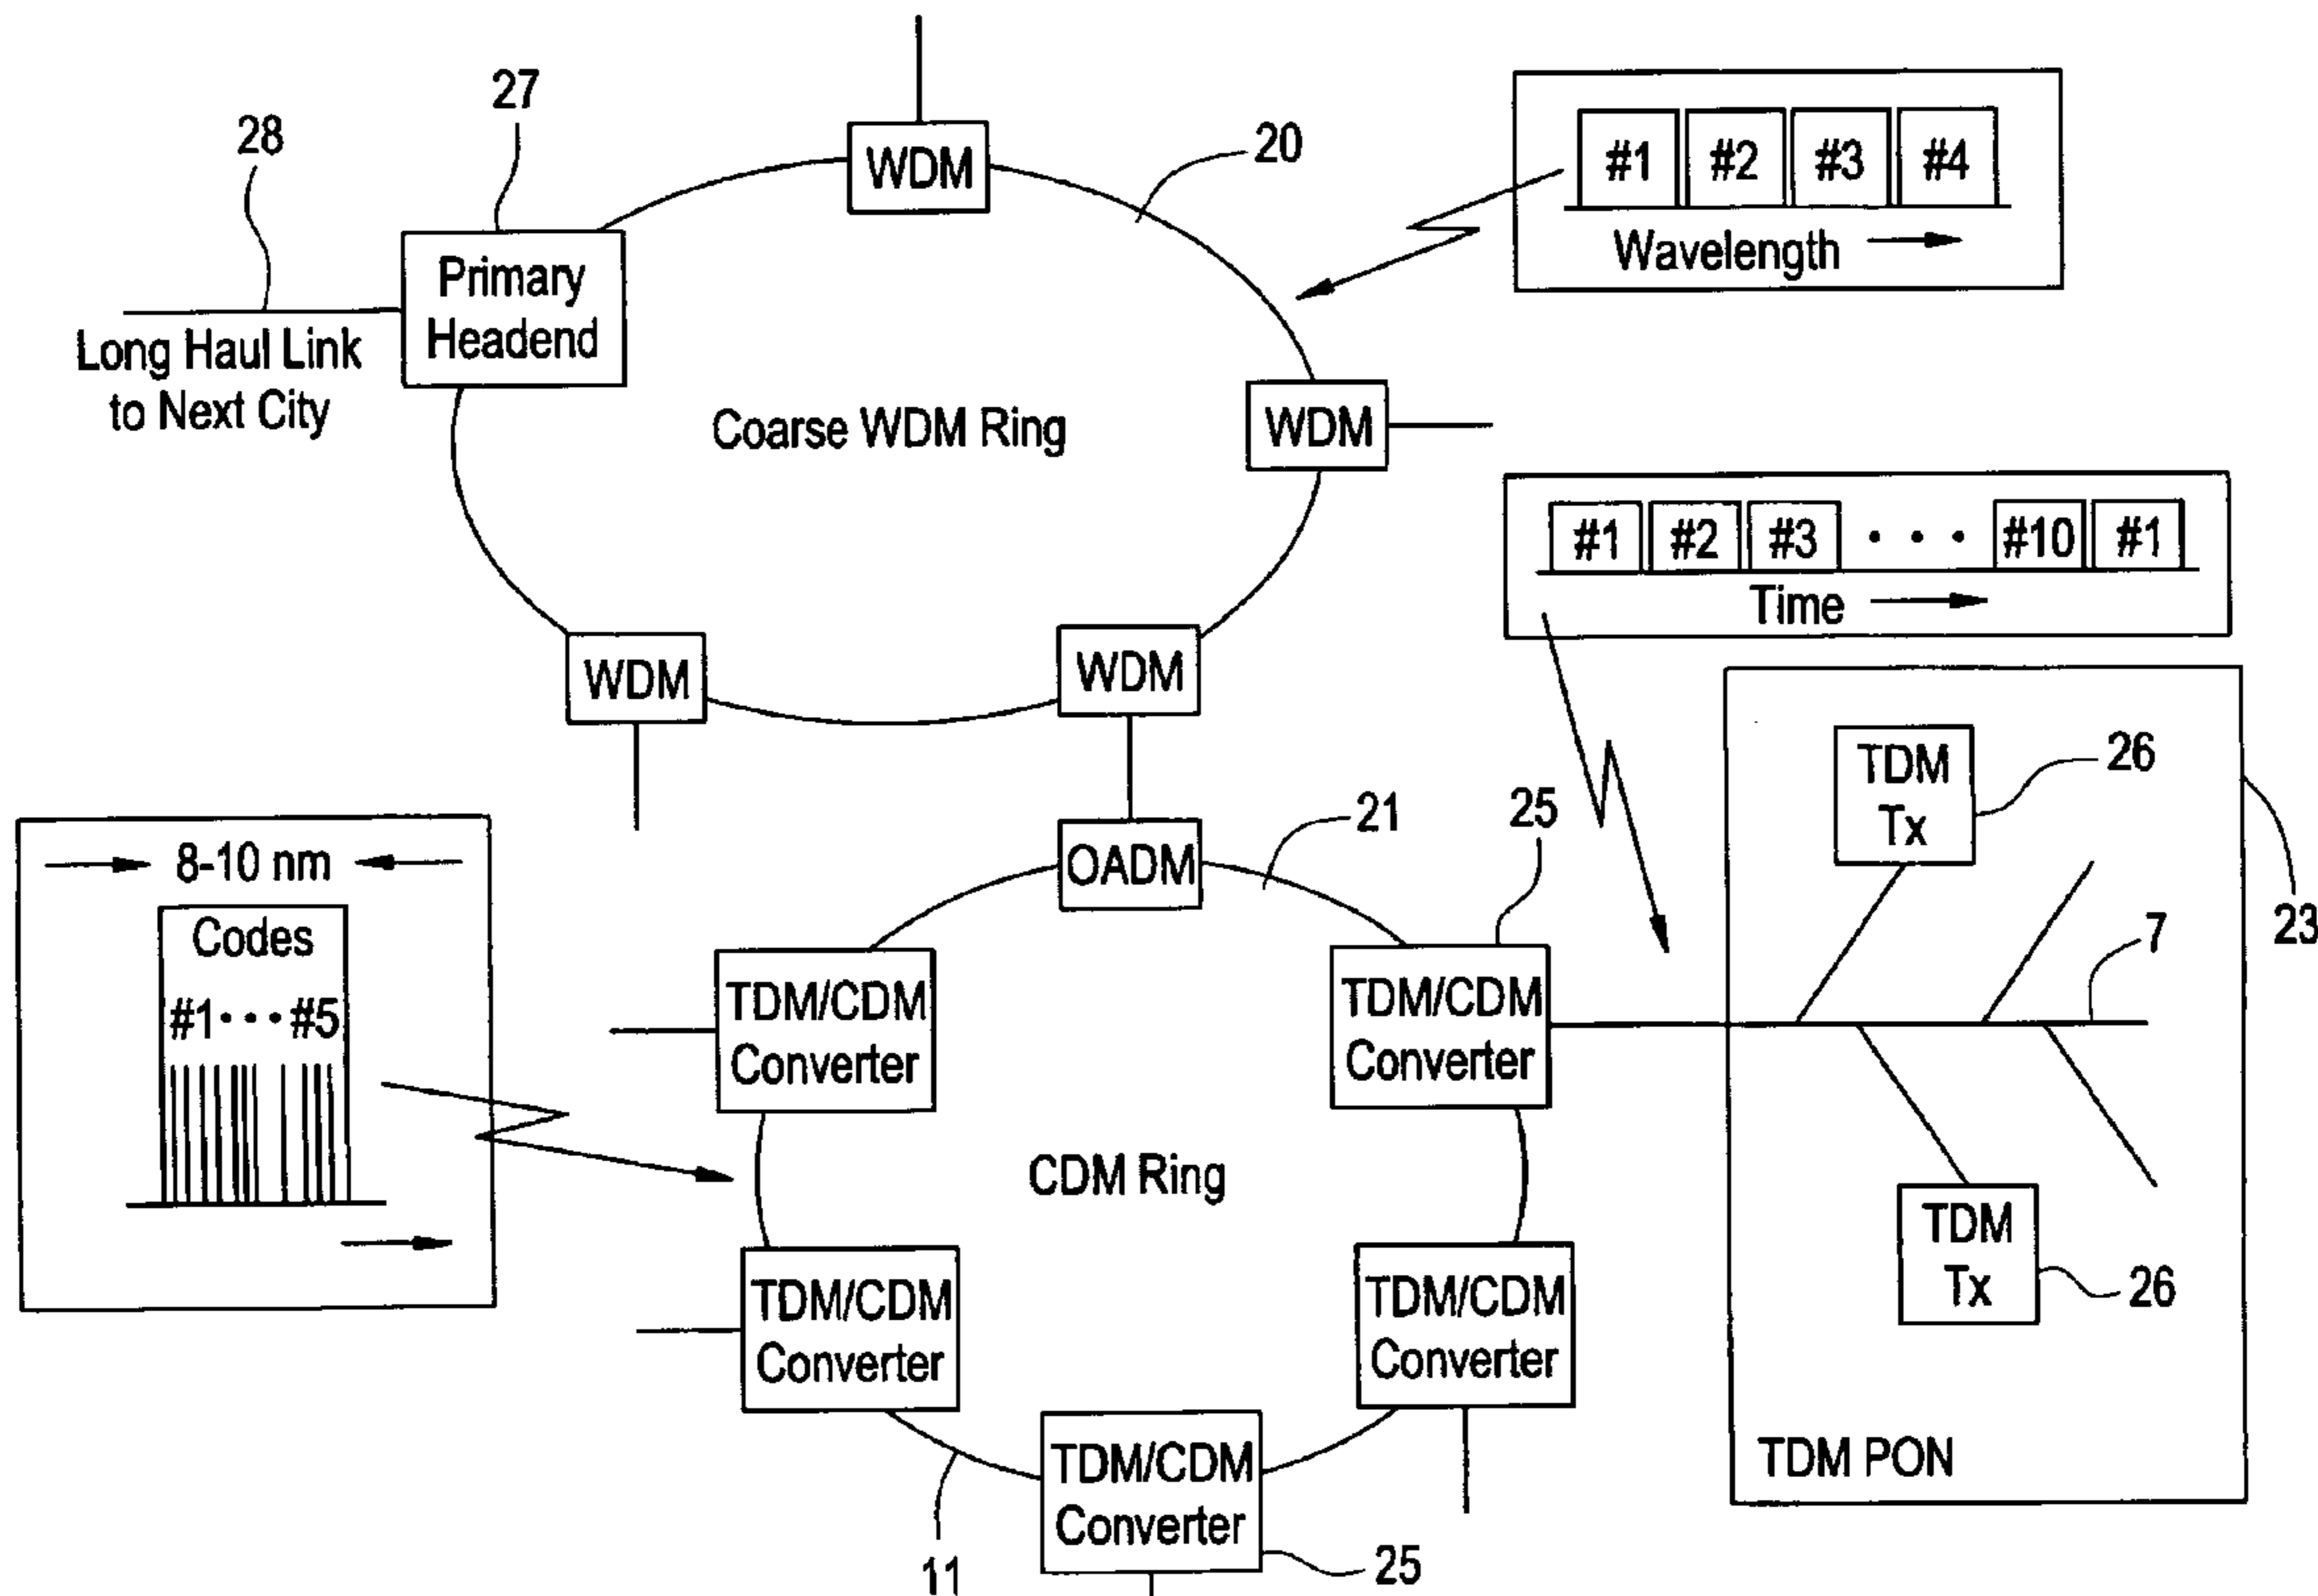 27
28
WDM
20
#1 #2 #3 #4
Wavelength
Primary
Headend
Long Haul Link
to Next City
Coarse WDM Ring
WDM
#1 #2 #3 • • • #10 #1
Time
WDM
WDM
TDM
Tx
26
23
8-10 nm
Codes
#1 • • • #5
OADM
21
25
7
TDM/CDM
Converter
TDM/CDM
Converter
CDM Ring
TDM
Tx
26
TDM/CDM
Converter
TDM/CDM
Converter
TDM PON
TDM/CDM
Converter
11
25